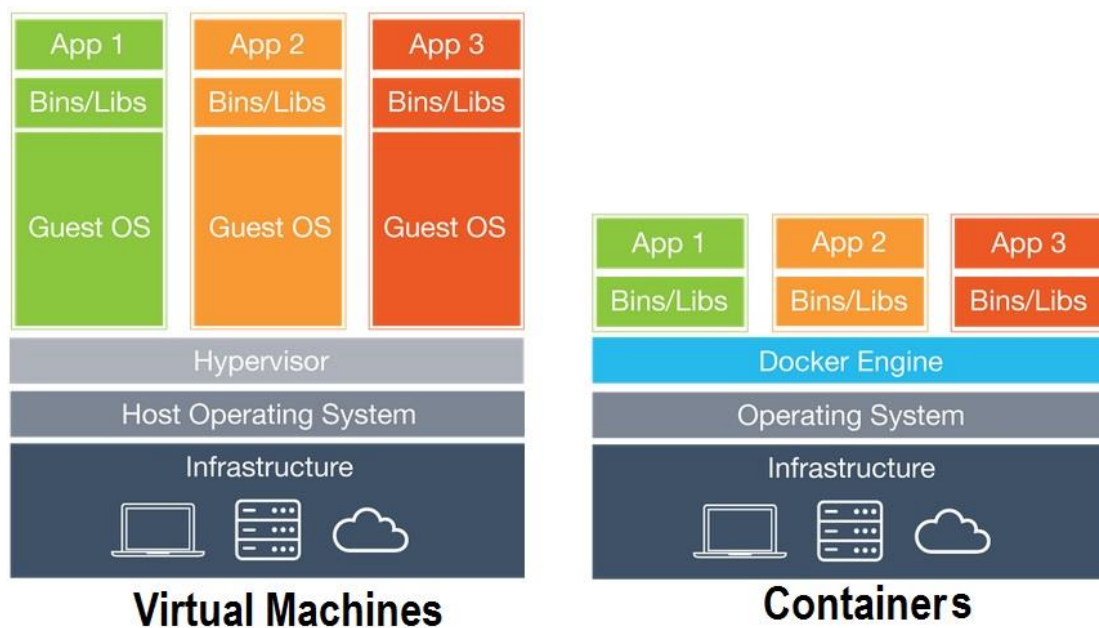 App 1
App 2
App 3
Bins/Libs
Bins/Libs
Bins/Libs
Guest OS
Guest OS
Guest OS
Hypervisor
Host Operating System
Infrastructure
Virtual Machines
App 1
App 2
App 3
Bins/Libs
Bins/Libs
Bins/Libs
Docker Engine
Operating System
Infrastructure
Containers